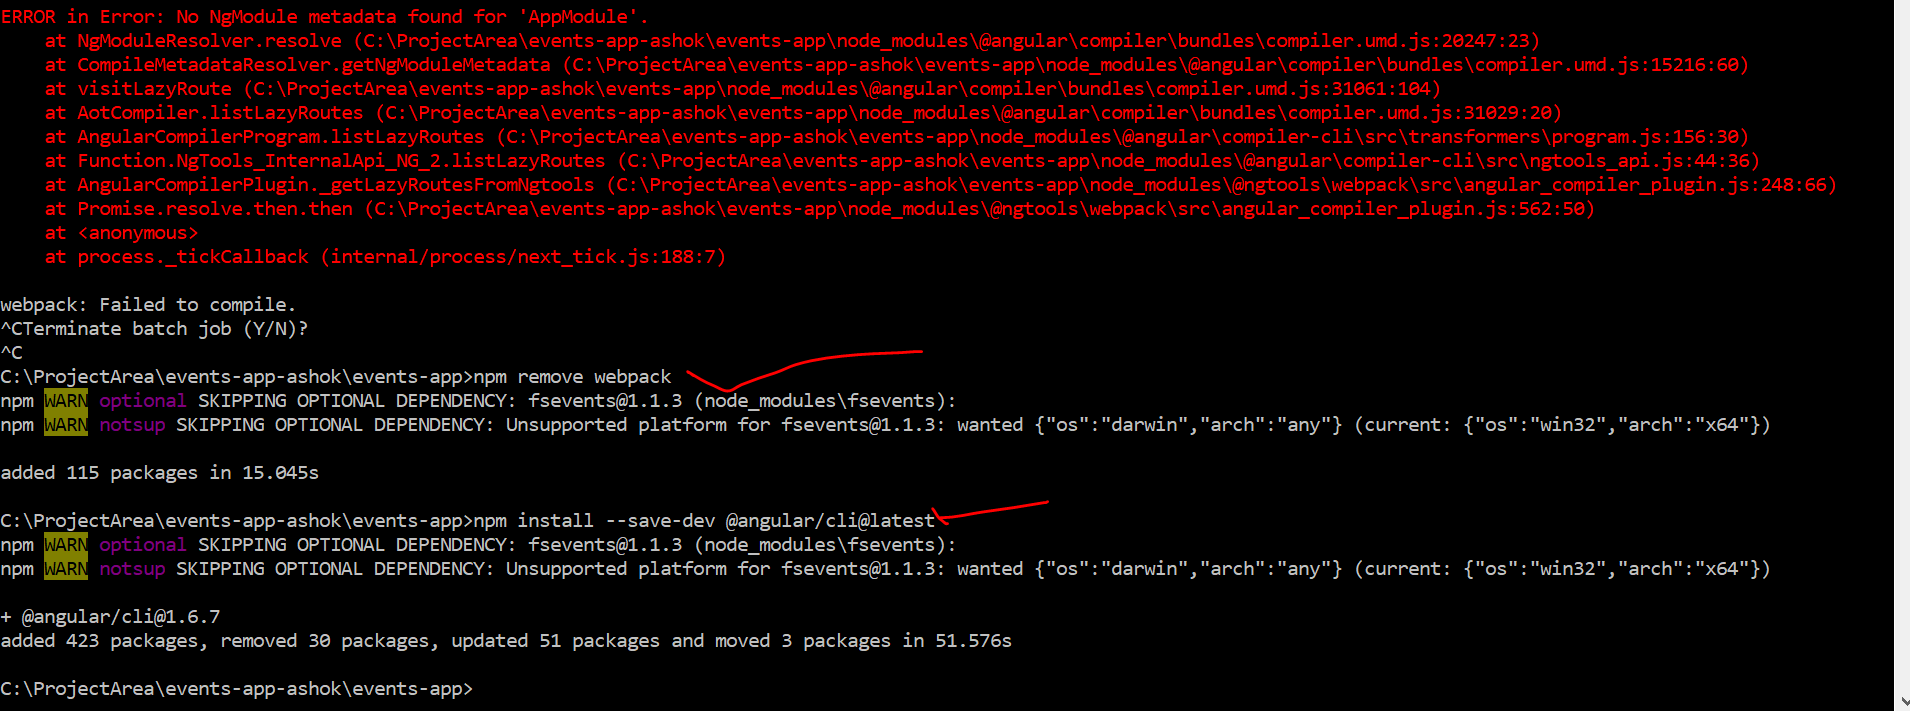 ERROR in Error: No NgModule metadata found for 'AppModule'.
at NgModuleResolver.resolve (C:\ProjectArea\events-app-ashok\events-app\node_modules\@angular\compiler\bundles\compiler.umd.js:20247:23)
at CompileMetadataResolver.getNgModuleMetadata (C:\ProjectArea\events-app-ashok\events-app\node_modules\@angular\compiler\bundles\compiler.umd.js:15216:60)
at visitLazyRoute (C:\ProjectArea\events-app-ashok\events-app\node_modules\@angular\compiler\bundles\compiler.umd.js:31061:104)
at AotCompiler.listLazyRoutes (C:\ProjectArea\events-app-ashok\events-app\node_modules\@angular\compiler\bundles\compiler.umd.js:31029:20)
at AngularCompilerProgram.listLazyRoutes (C:\ProjectArea\events-app-ashok\events-app\node_modules\@angular\compiler-cli\src\transformers\program.js:156:30)
at Function.NgTools_InternalApi_NG_2.listLazyRoutes (C:\ProjectArea\events-app-ashok\events-app\node_modules\@angular\compiler-cli\src\ngtools_api.js:44:36)
at AngularCompilerPlugin._getLazyRoutesFromNgtools (C:\ProjectArea\events-app-ashok\events-app\node_modules\@ngtools\webpack\src\angular_compiler_plugin.js:248:66)
at Promise.resolve.then.then (C:\ProjectArea\events-app-ashok\events-app\node_modules\@ngtools\webpack\src\angular_compiler_plugin.js:562:50)
at <anonymous>
at process._tickCallback (internal/process/next_tick.js:188:7)
webpack: Failed to compile.
^CTerminate batch job (Y/N)?
^C
C:\ProjectArea\events-app-ashok\events-app>npm remove webpack
npm WARN optional SKIPPING OPTIONAL DEPENDENCY: fsevents@1.1.3 (node_modules\fsevents):
npm WARN notsup SKIPPING OPTIONAL DEPENDENCY: Unsupported platform for fsevents@1.1.3: wanted {"os":"darwin","arch":"any"} (current: {"os":"win32","arch":"x64"})
added 115 packages in 15.045s
C:\ProjectArea\events-app-ashok\events-app>npm install --save-dev @angular/cli@latest
npm WARN optional SKIPPING OPTIONAL DEPENDENCY: fsevents@1.1.3 (node_modules\fsevents):
npm WARN notsup SKIPPING OPTIONAL DEPENDENCY: Unsupported platform for fsevents@1.1.3: wanted {"os":"darwin","arch":"any"} (current: {"os":"win32","arch":"x64"})
+ @angular/cli@1.6.7
added 423 packages, removed 30 packages, updated 51 packages and moved 3 packages in 51.576s
C:\ProjectArea\events-app-ashok\events-app>